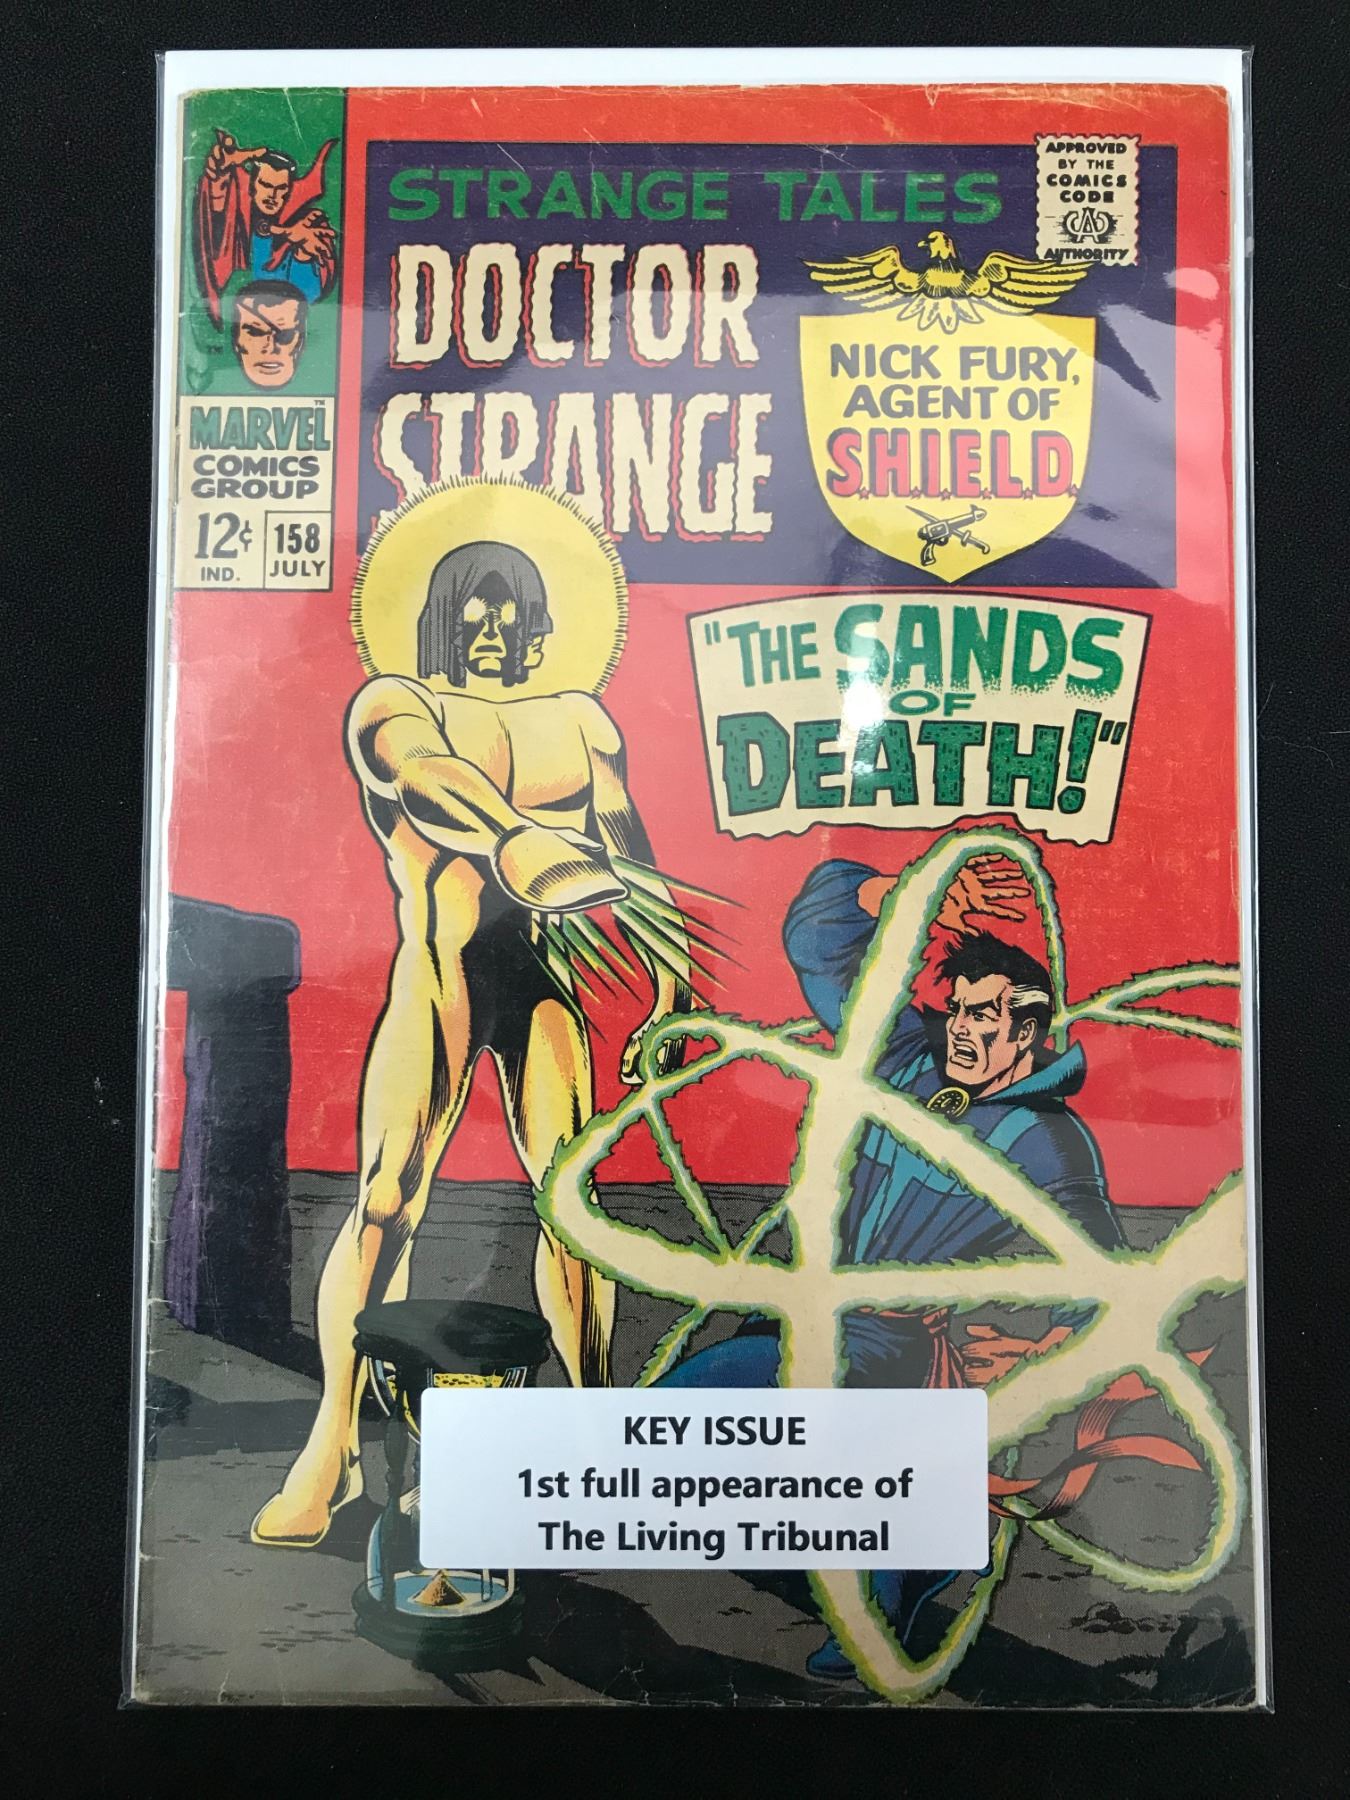 STRANGE TALES
DOCTOR
STRANGE
APPROVED
BY THE
COMICS
CODE
AUTHORITY
NICK FURY,
AGENT OF
S.H.I.E.L.D.
MARVEL
COMICS
GROUP
12¢
IND.
158
JULY
"THE SANDS
OF
DEATH!"
KEY ISSUE
1st full appearance of
The Living Tribunal